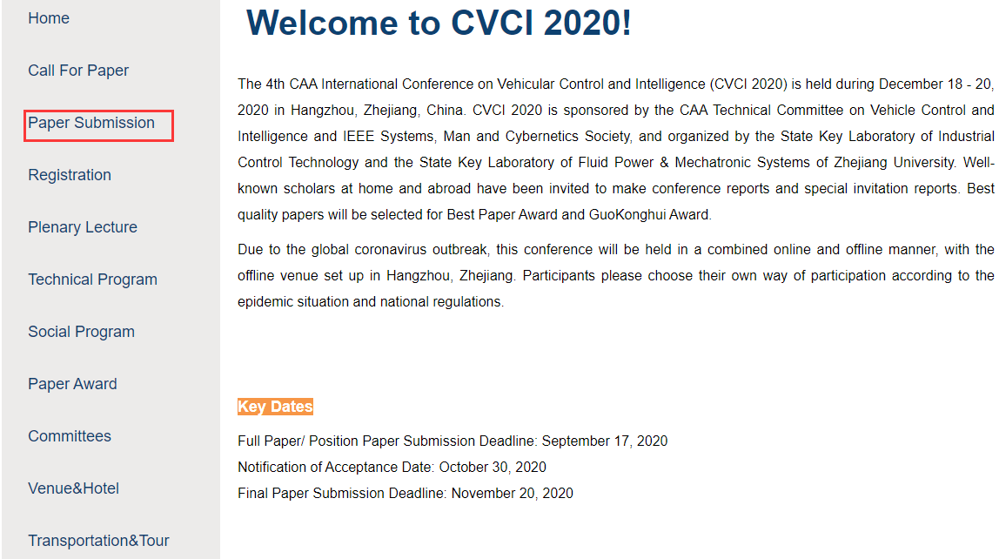 Home
Call For Paper
Paper Submission
Registration
Plenary Lecture
Technical Program
Social Program
Paper Award
Committees
Venue&Hotel
Transportation&Tour
Welcome to CVCI 2020!
The 4th CAA International Conference on Vehicular Control and Intelligence (CVCI 2020) is held during December 18 - 20,
2020 in Hangzhou, Zhejiang, China. CVCI 2020 is sponsored by the CAA Technical Committee on Vehicle Control and
Intelligence and IEEE Systems, Man and Cybernetics Society, and organized by the State Key Laboratory of Industrial
Control Technology and the State Key Laboratory of Fluid Power & Mechatronic Systems of Zhejiang University. Well-
known scholars at home and abroad have been invited to make conference reports and special invitation reports. Best
quality papers will be selected for Best Paper Award and GuoKonghui Award.
Due to the global coronavirus outbreak, this conference will be held in a combined online and offline manner, with the
offline venue set up in Hangzhou, Zhejiang. Participants please choose their own way of participation according to the
epidemic situation and national regulations.
Key Dates
Full Paper/ Position Paper Submission Deadline: September 17, 2020
Notification of Acceptance Date: October 30, 2020
Final Paper Submission Deadline: November 20, 2020